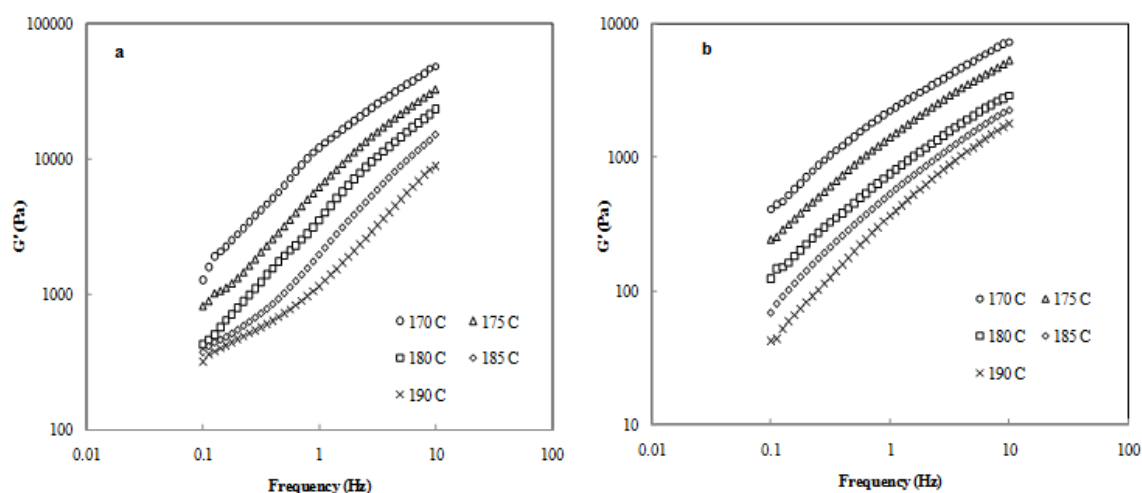 a
100000
10000
1000
100
0.01 0.1 1 10 100
G' (Pa)
Frequency (Hz)
170 C 175 C
180 C 185 C
190 C
b
10000
1000
100
10
0.01 0.1 1 10 100
G' (Pa)
Frequency (Hz)
170 C 175 C
180 C 185 C
190 C